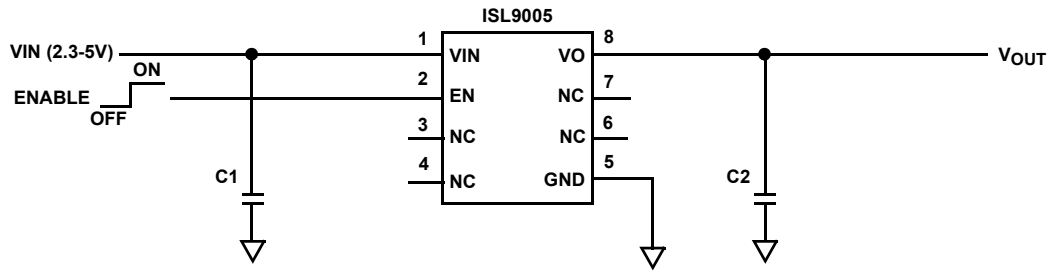 ISL9005
VIN (2.3-5V)
1
VIN
VO
8
VOUT
ENABLE
OFF
ON
2
EN
NC
7
3
NC
NC
6
4
NC
GND
5
C1
C2